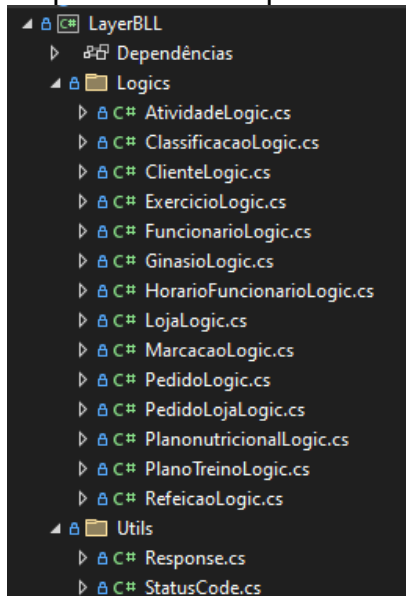 C# LayerBLL
Dependências
Logics
C# AtividadeLogic.cs
C# ClassificacaoLogic.cs
C# ClienteLogic.cs
C# ExercicioLogic.cs
C# FuncionarioLogic.cs
C# GinasioLogic.cs
C# HorarioFuncionarioLogic.cs
C# LojaLogic.cs
C# MarcacaoLogic.cs
C# PedidoLogic.cs
C# PedidoLojaLogic.cs
C# PlanonutricionalLogic.cs
C# PlanoTreinoLogic.cs
C# RefeicaoLogic.cs
Utils
C# Response.cs
C# StatusCode.cs